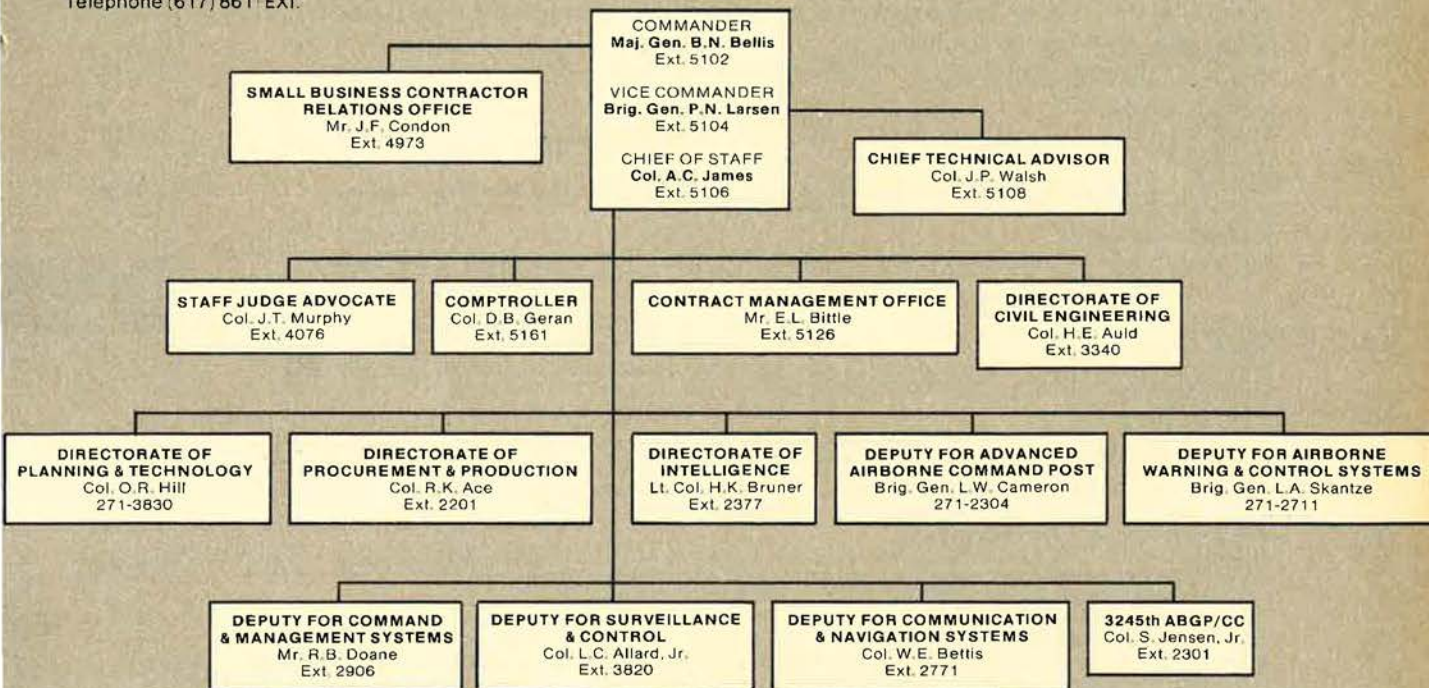 Telephone (617) 861-EXT.
COMMANDER
Maj. Gen. B.N. Bellis
Ext. 5102
VICE COMMANDER
Brig. Gen. P.N. Larsen
Ext. 5104
CHIEF OF STAFF
Col. A.C. James
Ext. 5106
SMALL BUSINESS CONTRACTOR
RELATIONS OFFICE
Mr. J.F. Condon
Ext. 4973
CHIEF TECHNICAL ADVISOR
Col. J.P. Walsh
Ext. 5108
STAFF JUDGE ADVOCATE
Col. J.T. Murphy
Ext. 4076
COMPTROLLER
Col. D.B. Geran
Ext. 5161
CONTRACT MANAGEMENT OFFICE
Mr. E.L. Bittle
Ext. 5126
DIRECTORATE OF
CIVIL ENGINEERING
Col. H.E. Auld
Ext. 3340
DIRECTORATE OF
PLANNING & TECHNOLOGY
Col. O.R. Hill
271-3830
DIRECTORATE OF
PROCUREMENT & PRODUCTION
Col. R.K. Ace
Ext. 2201
DIRECTORATE OF
INTELLIGENCE
Lt. Col. H.K. Bruner
Ext. 2377
DEPUTY FOR ADVANCED
AIRBORNE COMMAND POST
Brig. Gen. L.W. Cameron
271-2304
DEPUTY FOR AIRBORNE
WARNING & CONTROL SYSTEMS
Brig. Gen. L.A. Skantze
271-2711
DEPUTY FOR COMMAND
& MANAGEMENT SYSTEMS
Mr. R.B. Doane
Ext. 2906
DEPUTY FOR SURVEILLANCE
& CONTROL
Col. L.C. Allard, Jr.
Ext. 3820
DEPUTY FOR COMMUNICATION
& NAVIGATION SYSTEMS
Col. W.E. Bettis
Ext. 2771
3245th ABGP/CC
Col. S. Jensen, Jr.
Ext. 2301